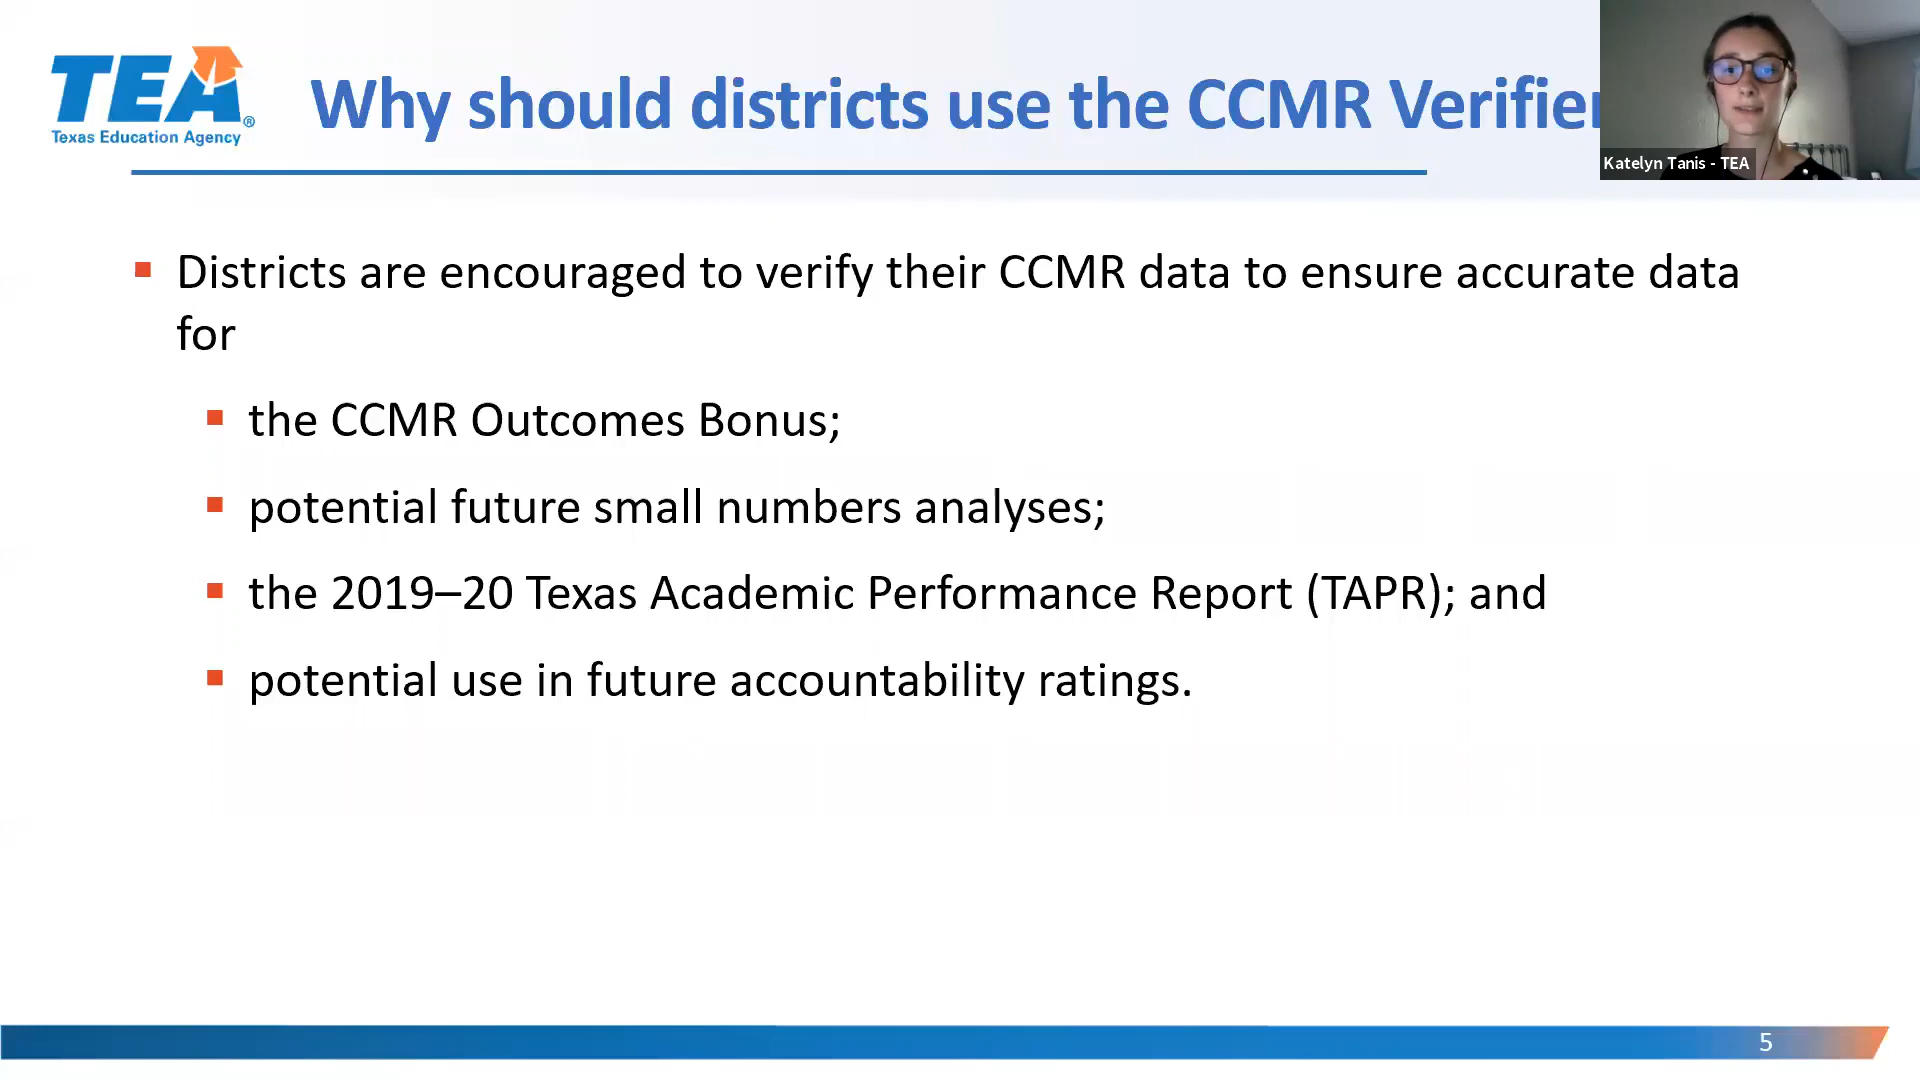 TEA®
Texas Education Agency
Why should districts use the CCMR Verifier
Katelyn Tanis - TEA
▪ Districts are encouraged to verify their CCMR data to ensure accurate data
for
▪ the CCMR Outcomes Bonus;
▪ potential future small numbers analyses;
▪ the 2019–20 Texas Academic Performance Report (TAPR); and
▪ potential use in future accountability ratings.
5